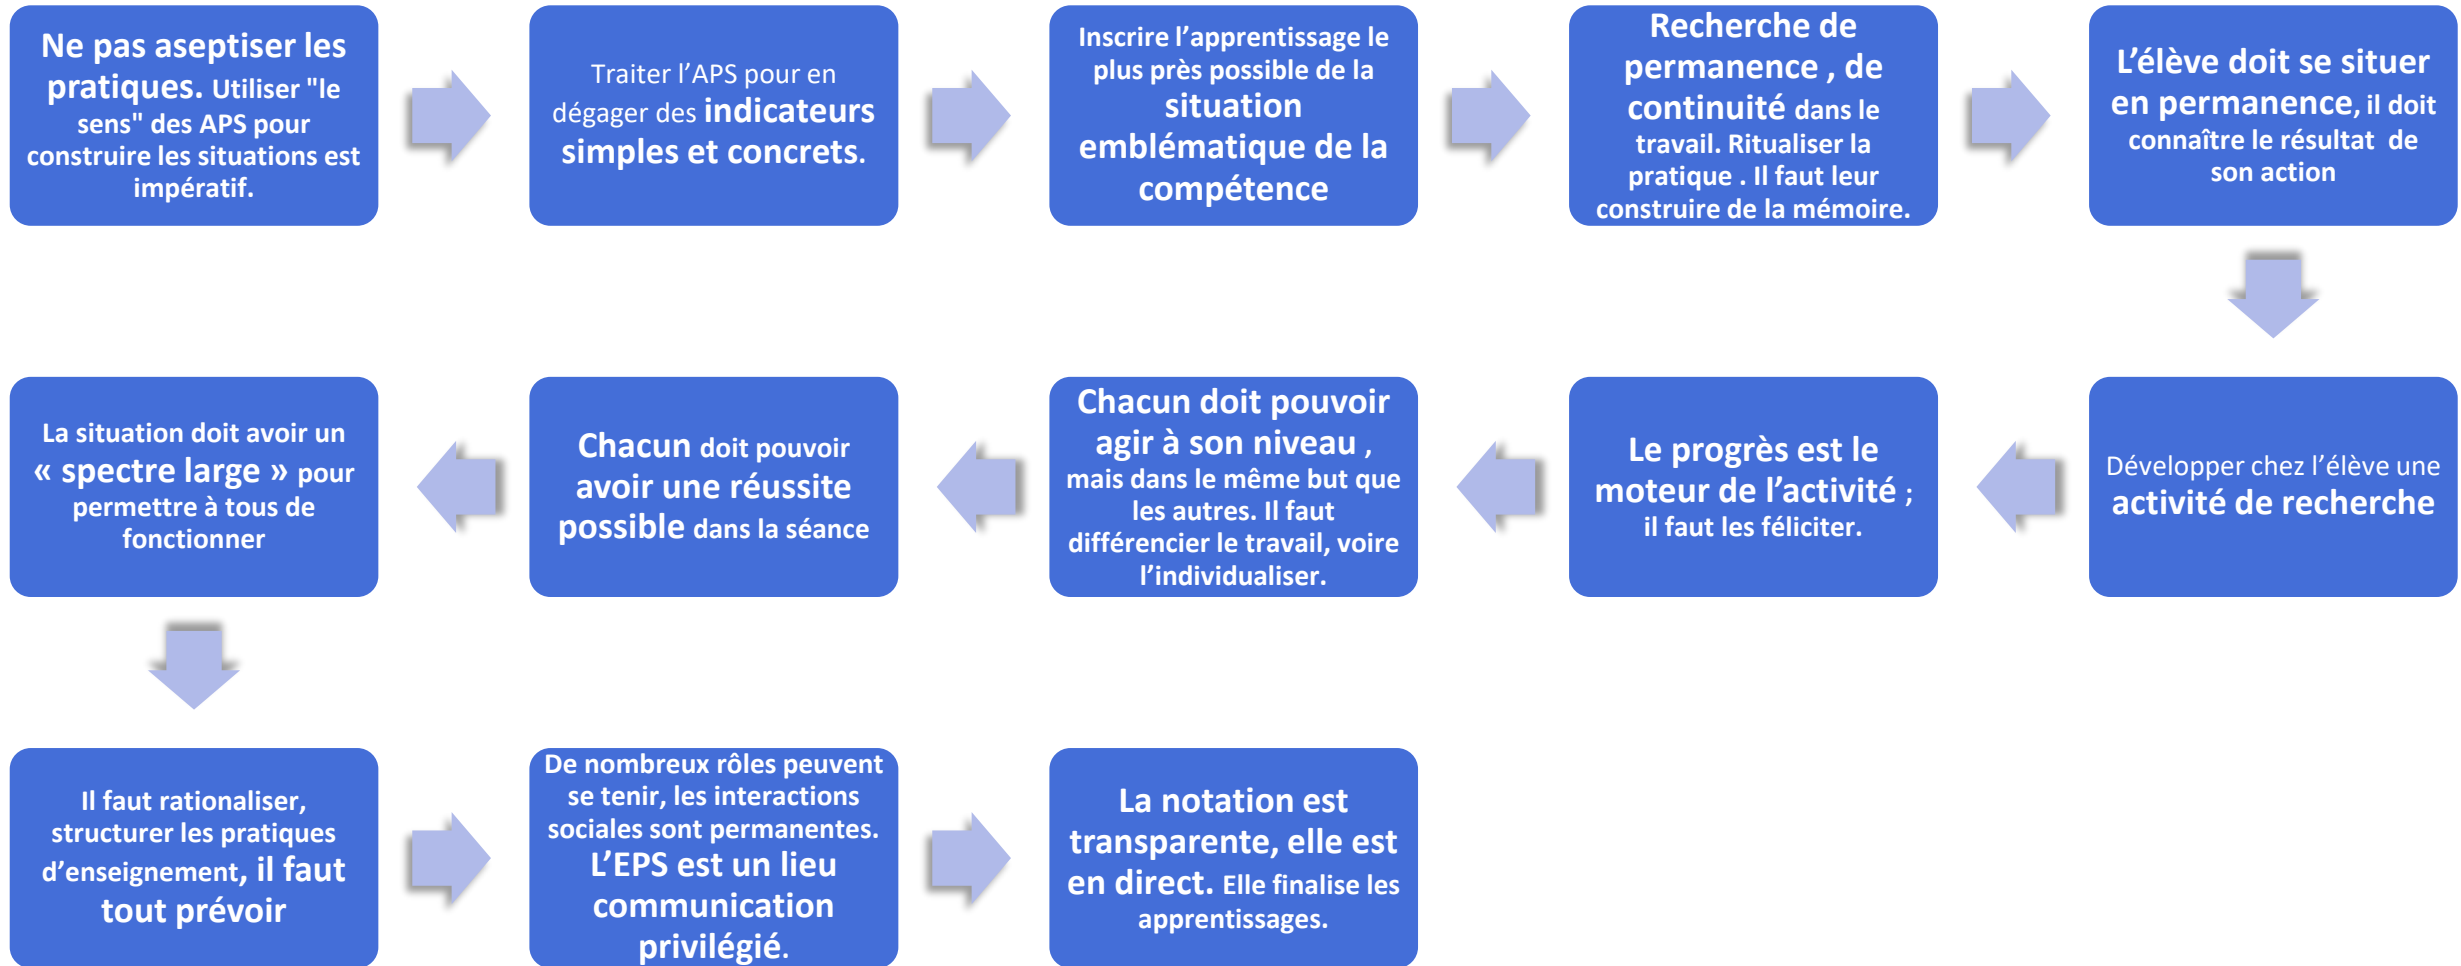 Ne pas aseptiser les
pratiques. Utiliser "le
sens" des APS pour
construire les situations est
impératif.
Traiter l’APS pour en
dégager des indicateurs
simples et concrets.
Inscrire l’apprentissage le
plus près possible de la
situation
emblématique de la
compétence
Recherche de
permanence , de
continuité dans le
travail. Ritualiser la
pratique . Il faut leur
construire de la mémoire.
L’élève doit se situer
en permanence, il doit
connaître le résultat de
son action
Développer chez l’élève une
activité de recherche
Le progrès est le
moteur de l’activité ;
il faut les féliciter.
Chacun doit pouvoir
agir à son niveau ,
mais dans le même but que
les autres. Il faut
différencier le travail, voire
l’individualiser.
Chacun doit pouvoir
avoir une réussite
possible dans la séance
La situation doit avoir un
« spectre large » pour
permettre à tous de
fonctionner
Il faut rationaliser,
structurer les pratiques
d’enseignement, il faut
tout prévoir
De nombreux rôles peuvent
se tenir, les interactions
sociales sont permanentes.
L’EPS est un lieu
communication
privilégié.
La notation est
transparente, elle est
en direct. Elle finalise les
apprentissages.